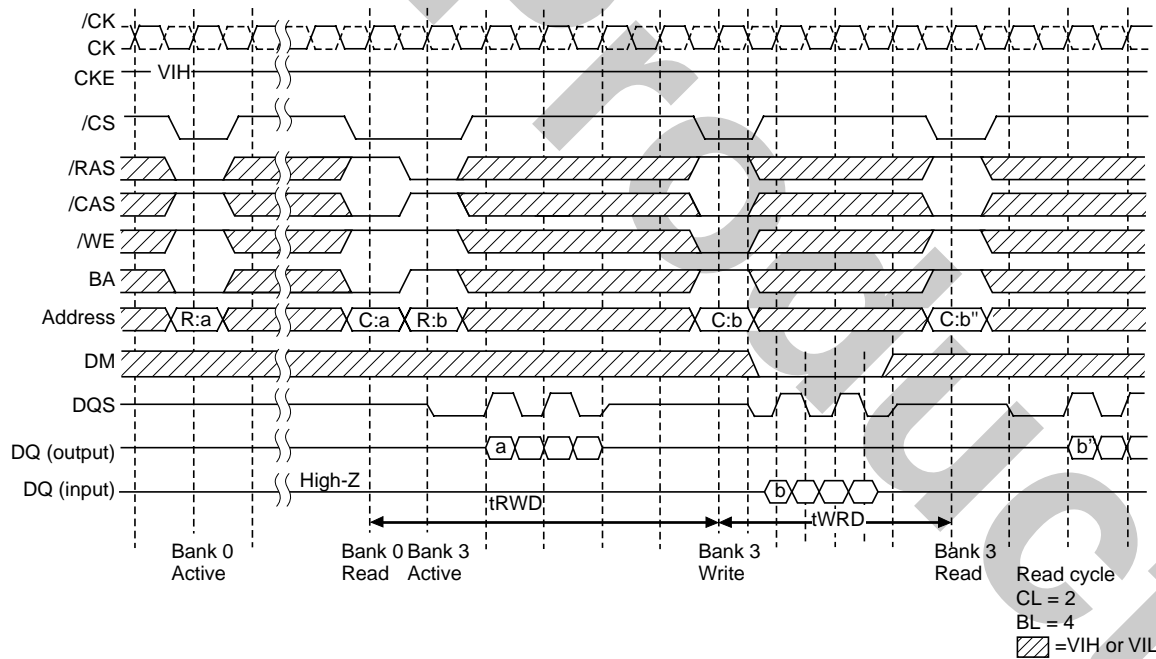 /CK
CK
CKE
VIH
/CS
/RAS
/CAS
/WE
BA
Address
R:a
C:a
R:b
C:b
C:b"
DM
DQS
DQ (output)
a
b"
DQ (input)
High-Z
b
tRWD
tWRD
Bank 0
Active
Bank 0
Read
Bank 3
Active
Bank 3
Write
Bank 3
Read
Read cycle
CL = 2
BL = 4
=VIH or VIL
roduc